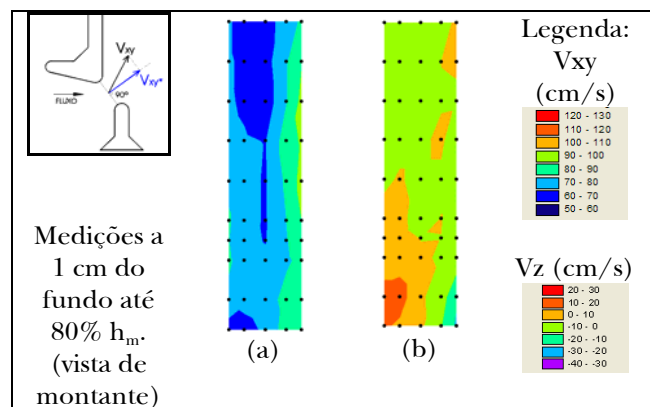 Vxy
Vxy*
90°
FLUXO
Medições a
1 cm do
fundo até
80% hm.
(vista de
montante)
(a)
(b)
Legenda:
Vxy
(cm/s)
120 - 130
110 - 120
100 - 110
90 - 100
80 - 90
70 - 80
60 - 70
50 - 60
Vz (cm/s)
20 - 30
10 - 20
0 - 10
-10 - 0
-20 - -10
-30 - -20
-40 - -30